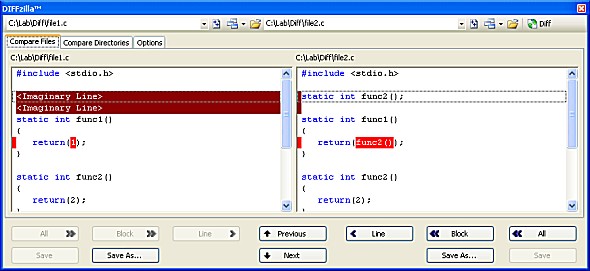 DIFFzilla™
C:\Lab\Diff\file1.c C:\Lab\Diff\file2.c Diff
Compare Files Compare Directories Options
C:\Lab\Diff\file1.c
#include <stdio.h>
<Imaginary Line>
<Imaginary Line>
static int func1()
{
return(1);
}
static int func2()
{
return(2);
C:\Lab\Diff\file2.c
#include <stdio.h>
static int func2();
static int func1()
{
return(func2());
}
static int func2()
{
return(2);
All Block Line Previous Line Block All
Save Save As... Next Save As... Save